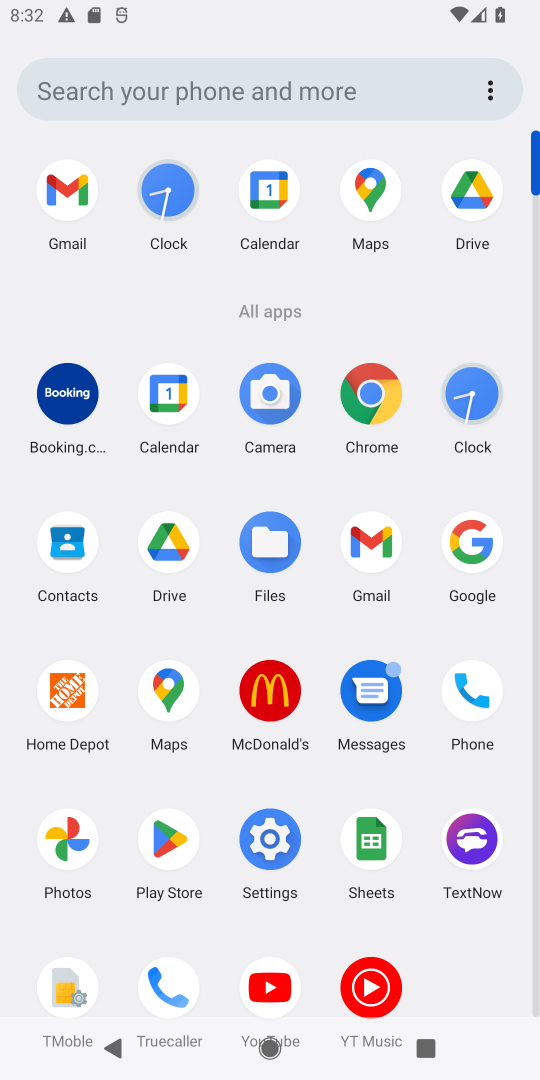 8:32
Search your phone and more
Gmail Clock Calendar Maps Drive
All apps
Booking.c... Calendar Camera Chrome Clock
Contacts Drive Files Gmail Google
Home Depot Maps McDonald's Messages Phone
Photos Play Store Settings Sheets TextNow
TMoble Truecaller YouTube YT Music